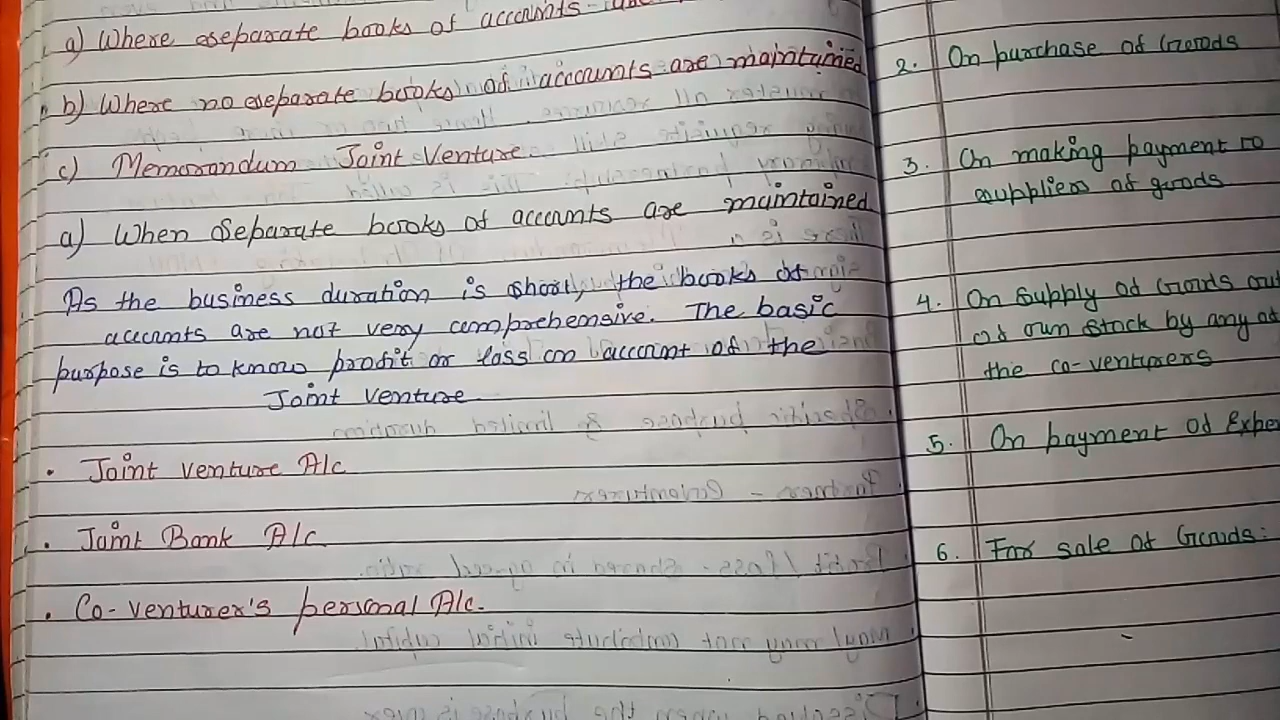 a) Where separate books of accounts are
b) Where no separate books of accounts are maintained
c) Memorandum Joint Venture.
a) When Separate books of accounts are maintained
As the business duration is short, the books of
accounts are not very comprehensive. The basic
purpose is to know profit or loss on account of the
Joint venture
• Joint venture A/c
• Joint Bank A/c
• Co-venturer's personal A/c.
2. On purchase of Goods
3. On making payment to
suppliers of goods
4. On supply of Goods out
of own stock by any of
the co-venturers
5. On payment of Expe
6. For sale of Goods: